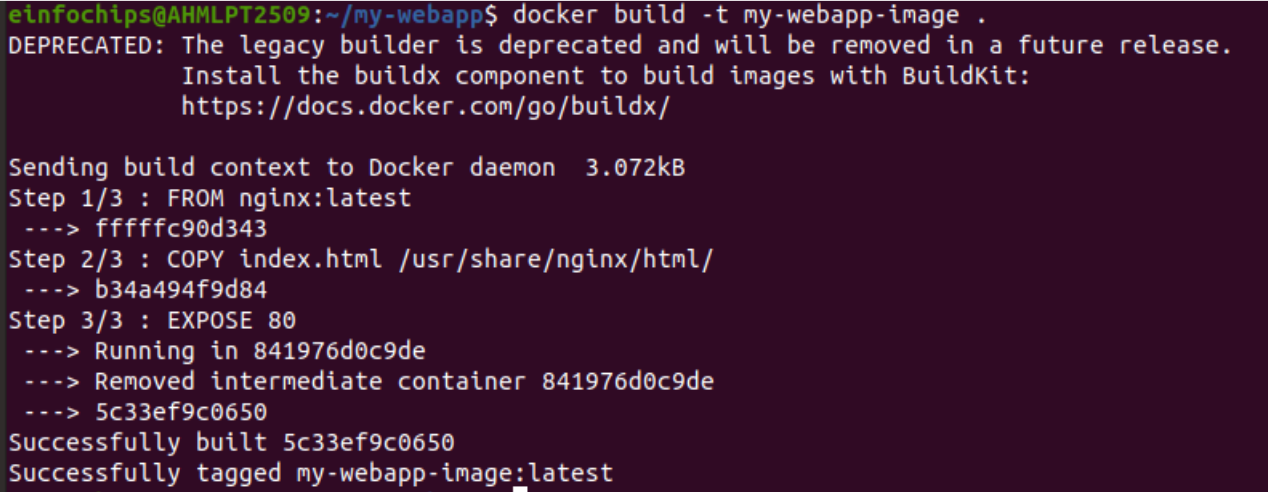 einfochips@AHMLPT2509:~/my-webapp$ docker build -t my-webapp-image .
DEPRECATED: The legacy builder is deprecated and will be removed in a future release.
            Install the buildx component to build images with BuildKit:
            https://docs.docker.com/go/buildx/

Sending build context to Docker daemon  3.072kB
Step 1/3 : FROM nginx:latest
 ---> fffffc90d343
Step 2/3 : COPY index.html /usr/share/nginx/html/
 ---> b34a494f9d84
Step 3/3 : EXPOSE 80
 ---> Running in 841976d0c9de
 ---> Removed intermediate container 841976d0c9de
 ---> 5c33ef9c0650
Successfully built 5c33ef9c0650
Successfully tagged my-webapp-image:latest